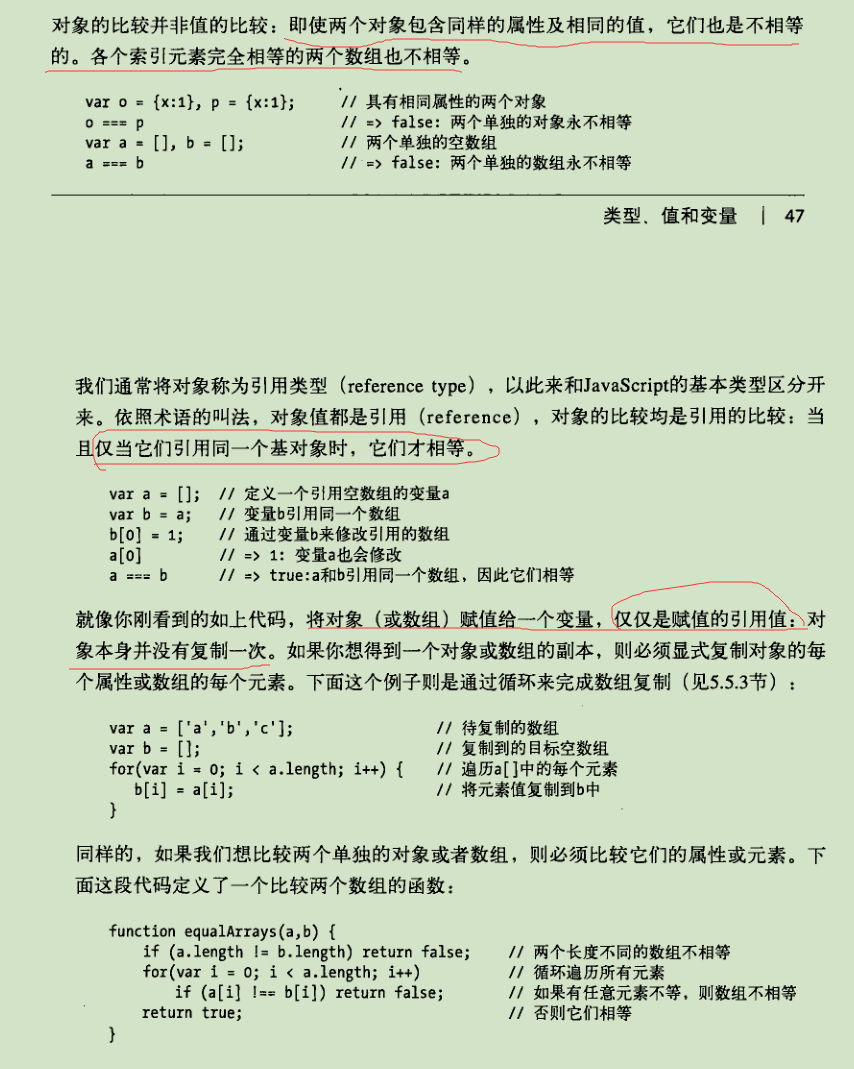 对象的比较并非值的比较：即使两个对象包含同样的属性及相同的值，它们也是不相等
的。各个索引元素完全相等的两个数组也不相等。
var o = {x:1}, p = {x:1}; // 具有相同属性的两个对象
o === p // => false: 两个单独的对象永不相等
var a = [], b = []; // 两个单独的空数组
a === b // => false: 两个单独的数组永不相等
类型、值和变量 | 47
我们通常将对象称为引用类型（reference type），以此来和JavaScript的基本类型区分开
来。依照术语的叫法，对象值都是引用（reference），对象的比较均是引用的比较：当
且仅当它们引用同一个基对象时，它们才相等。
var a = []; // 定义一个引用空数组的变量a
var b = a; // 变量b引用同一个数组
b[0] = 1; // 通过变量b来修改引用的数组
a[0] // => 1: 变量a也会修改
a === b // => true:a和b引用同一个数组，因此它们相等
就像你刚看到的如上代码，将对象（或数组）赋值给一个变量，仅仅是赋值的引用值：对
象本身并没有复制一次。如果你想得到一个对象或数组的副本，则必须显式复制对象的每
个属性或数组的每个元素。下面这个例子则是通过循环来完成数组复制（见5.5.3节）：
var a = ['a','b','c']; // 待复制的数组
var b = []; // 复制到的目标空数组
for(var i = 0; i < a.length; i++) { // 遍历a[]中的每个元素
b[i] = a[i]; // 将元素值复制到b中
}
同样的，如果我们想比较两个单独的对象或者数组，则必须比较它们的属性或元素。下
面这段代码定义了一个比较两个数组的函数：
function equalArrays(a,b) {
if (a.length != b.length) return false; // 两个长度不同的数组不相等
for(var i = 0; i < a.length; i++) // 循环遍历所有元素
if (a[i] !== b[i]) return false; // 如果有任意元素不等，则数组不相等
return true; // 否则它们相等
}